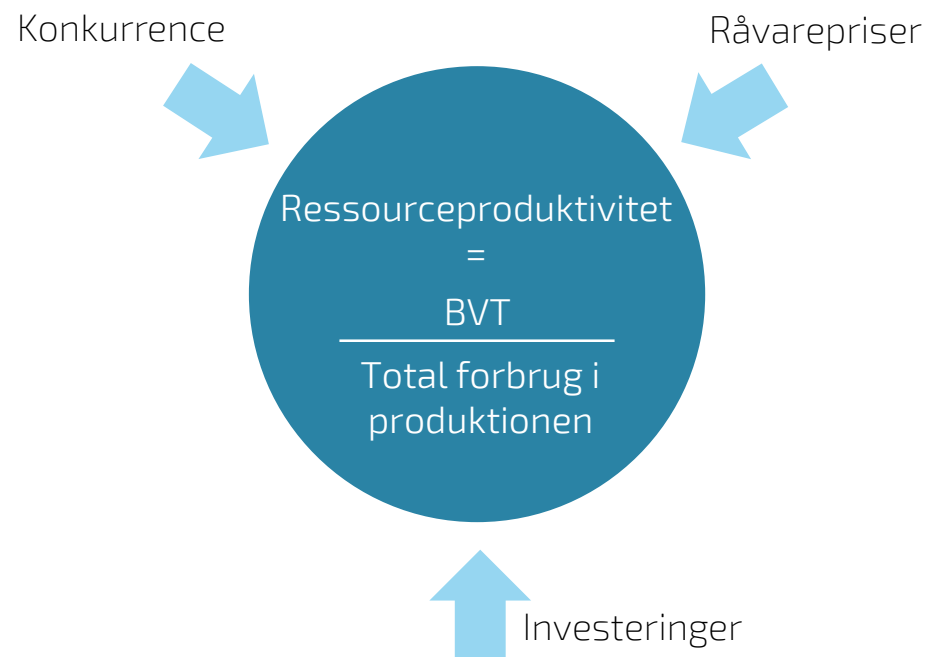 Konkurrence
Råvarepriser
Ressourceproduktivitet
=
BVT
Total forbrug i
produktionen
Investeringer